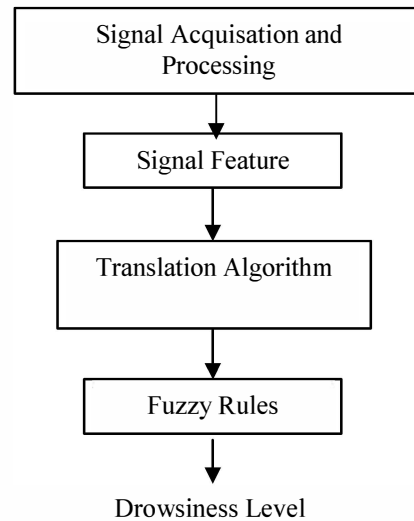 Signal Acquisation and
Processing
Signal Feature
Translation Algorithm
Fuzzy Rules
Drowsiness Level